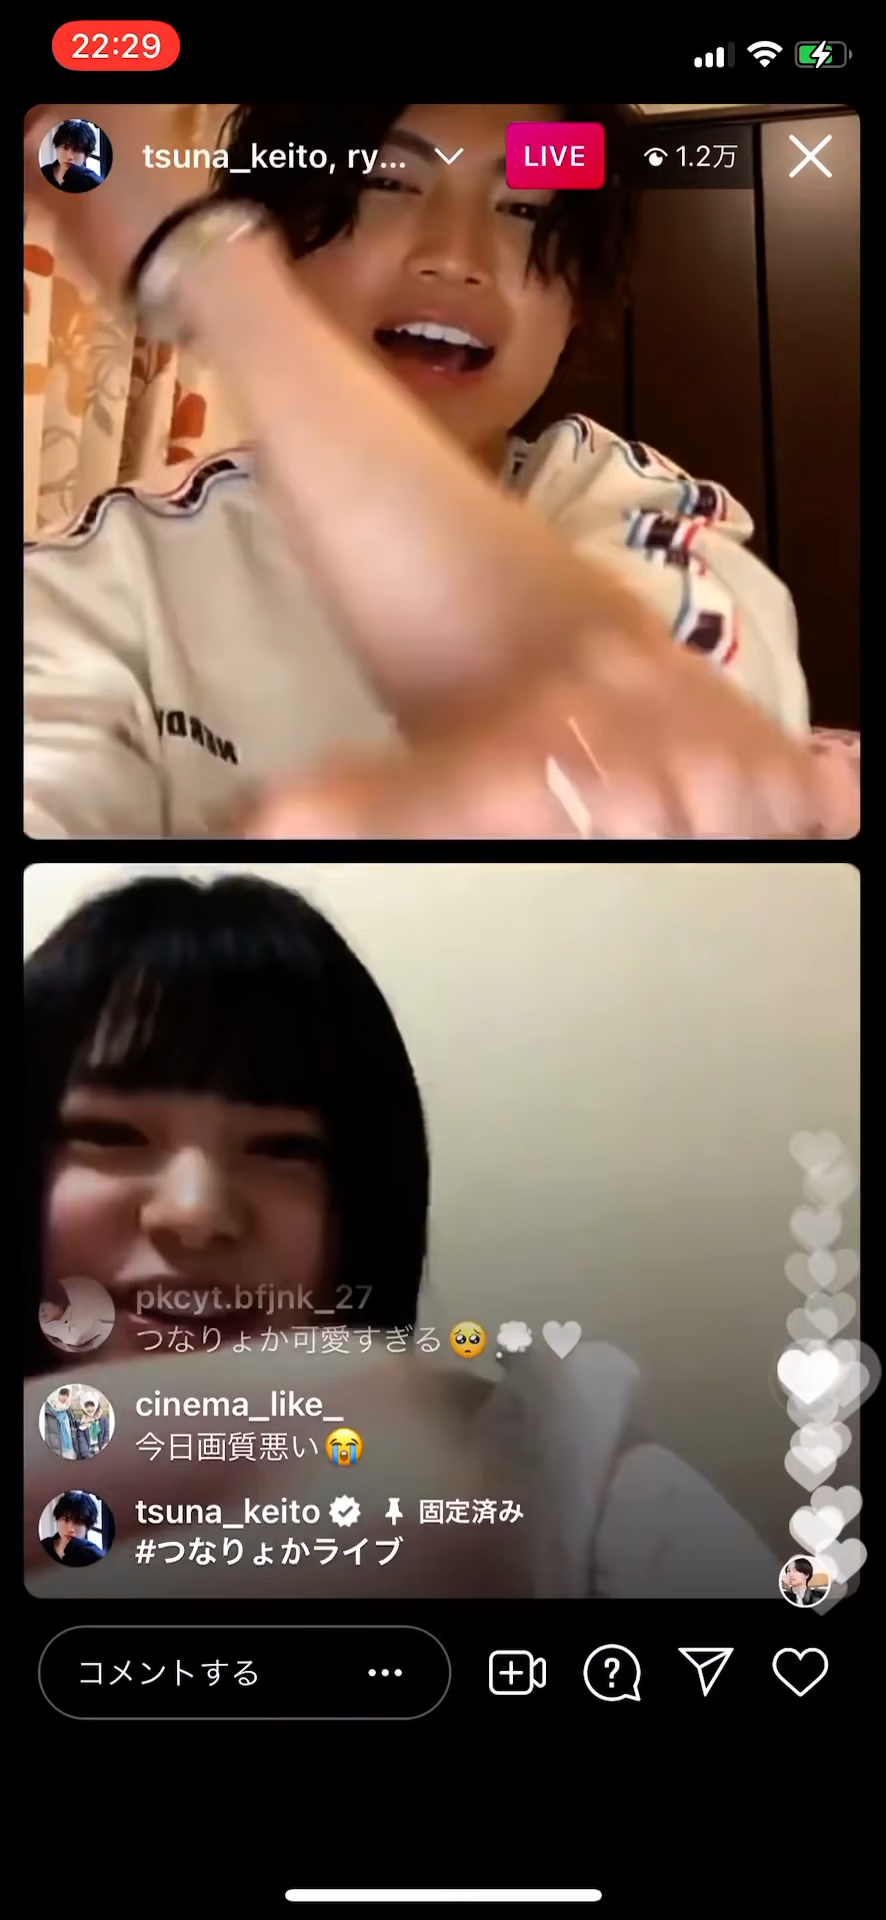 22:29
tsuna_keito, ry...
LIVE
1.2万
NERDY
pkcyt.bfjnk_27
つなりょか可愛すぎる🥺💭🤍
cinema_like_
今日画質悪い😭
tsuna_keito 固定済み
#つなりょかライブ
コメントする